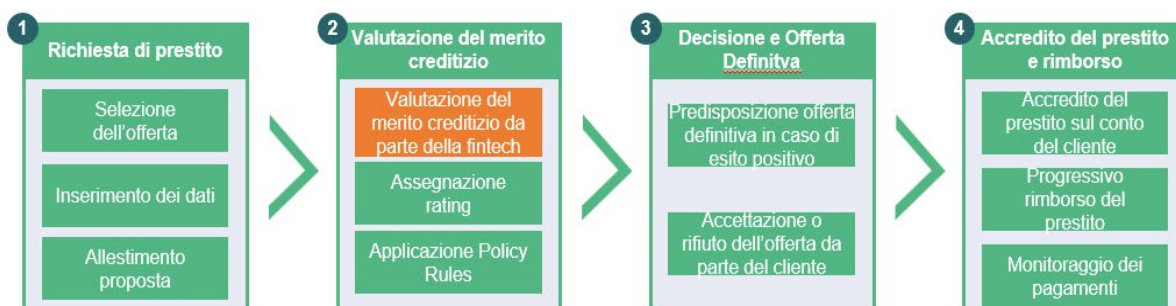 1
Richiesta di prestito
Selezione
dell'offerta
Inserimento dei dati
Allestimento
proposta
2
Valutazione del merito
creditizio
Valutazione del
merito creditizio da
parte della fintech
Assegnazione
rating
Applicazione Policy
Rules
3
Decisione e Offerta
Definitva
Predisposizione offerta
definitiva in caso di
esito positivo
Accettazione o
rifiuto dell'offerta da
parte del cliente
4
Accredito del prestito
e rimborso
Accredito del
prestito sul conto
del cliente
Progressivo
rimborso del
prestito
Monitoraggio dei
pagamenti